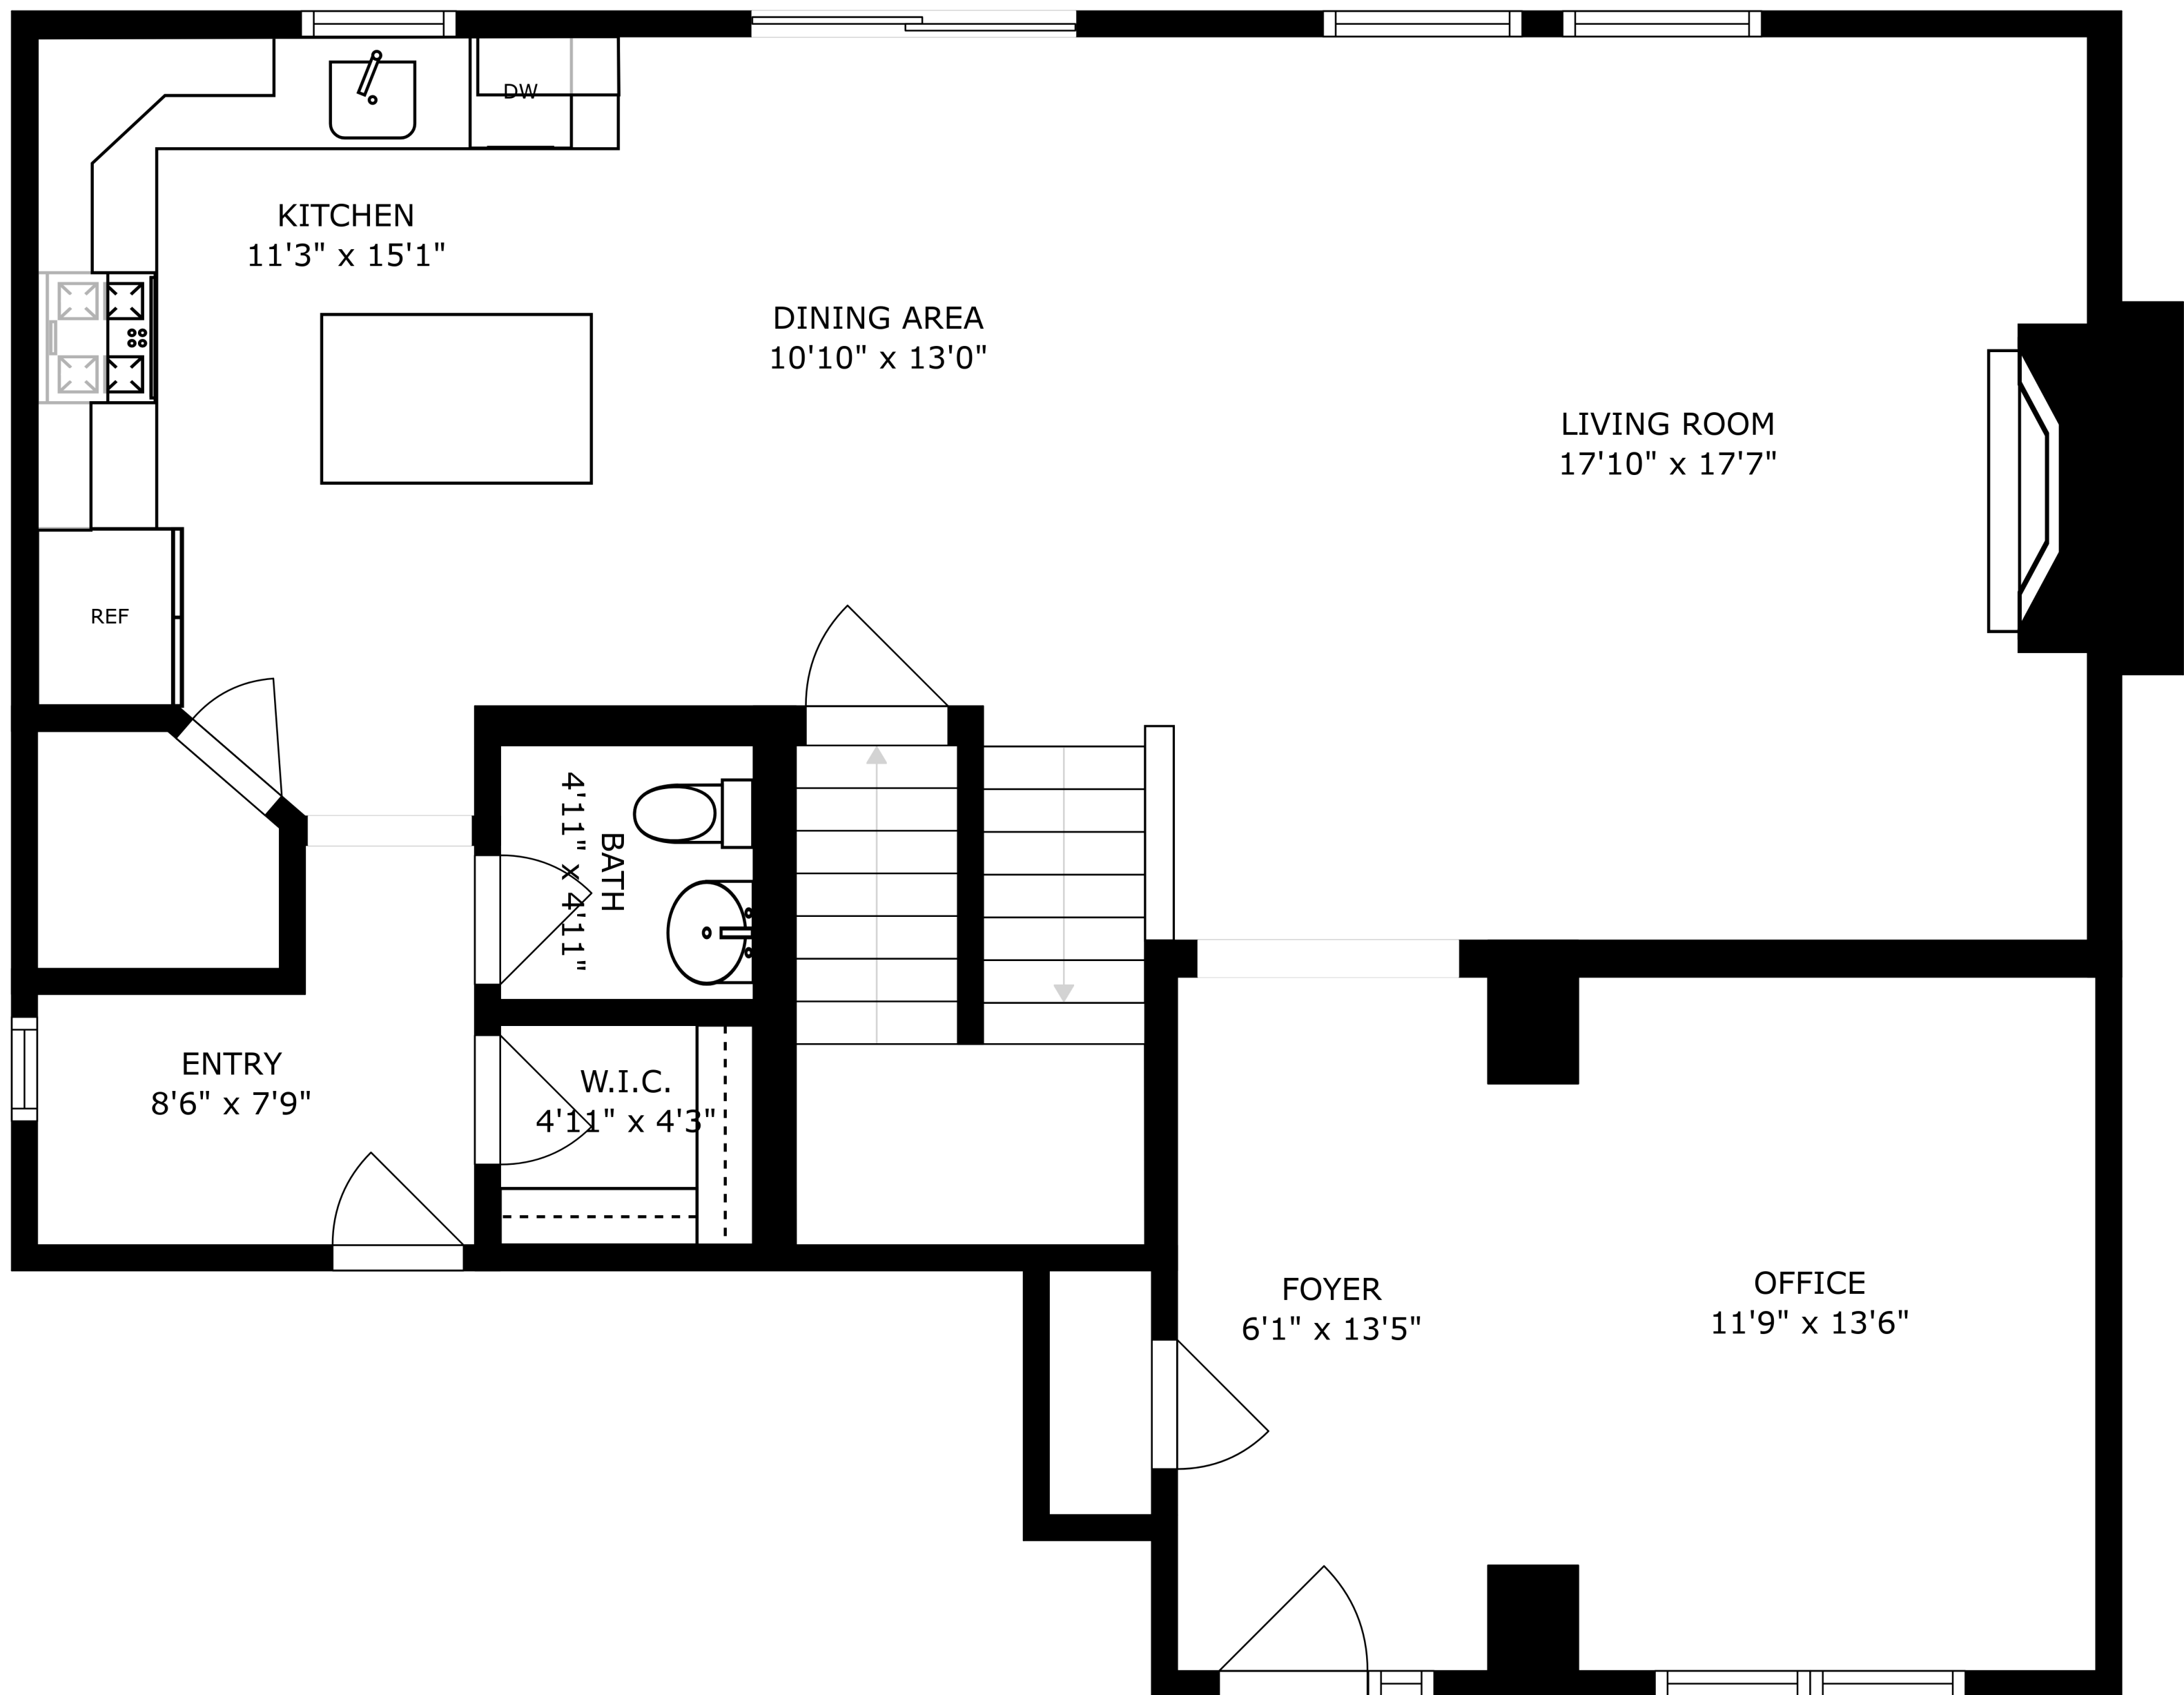 DW
KITCHEN
11'3" x 15'1"
DINING AREA
10'10" x 13'0"
LIVING ROOM
17'10" x 17'7"
REF
BATH
4'11" x 4'11"
ENTRY
8'6" x 7'9"
W.I.C.
4'11" x 4'3"
FOYER
6'1" x 13'5"
OFFICE
11'9" x 13'6"